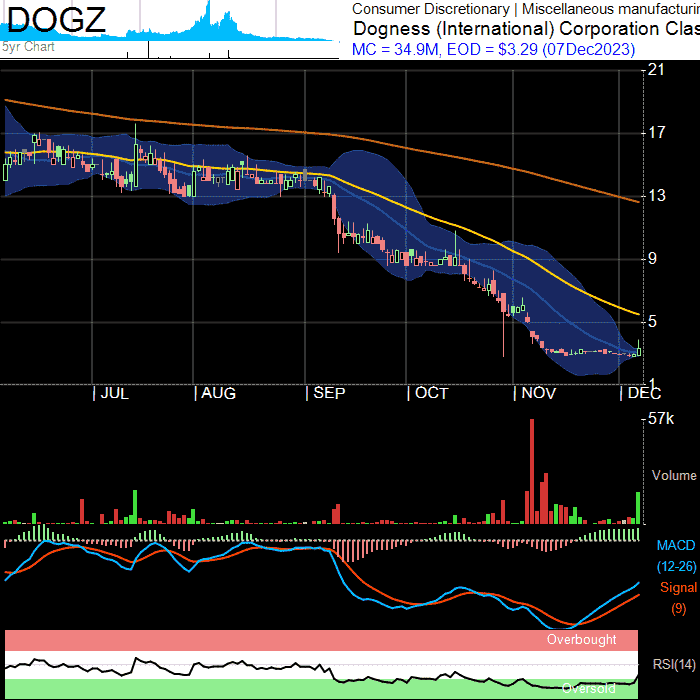 DOGZ
5yr Chart
Consumer Discretionary | Miscellaneous manufacturin
Dogness (International) Corporation Clas
MC = 34.9M, EOD = $3.29 (07Dec2023)
21
17
13
9
5
1
JUL AUG SEP OCT NOV DEC
57k
Volume
MACD
(12-26)
Signal
(9)
Overbought
RSI(14)
Oversold